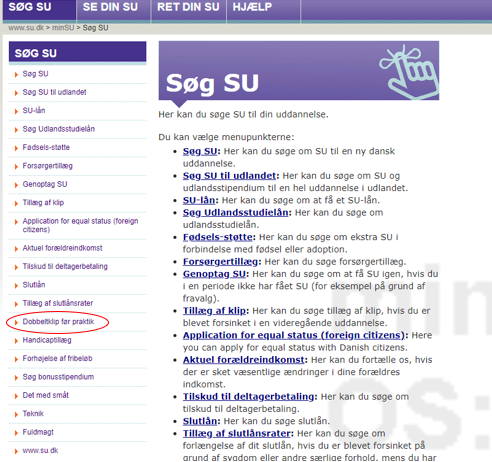 SØG SU
SE DIN SU
RET DIN SU
HJÆLP
www.su.dk > minSU > Søg SU
SØG SU
Søg SU
Søg SU til udlandet
SU-lån
Søg Udlandsstudielån
Fødsels-støtte
Forsørgertillæg
Genoptag SU
Tillæg af klip
Application for equal status (foreign
citizens)
Aktuel forældreindkomst
Tilskud til deltagerbetaling
Slutlån
Tillæg af slutlånsrater
Dobbeltklip før praktik
Handicaptillæg
Forhøjelse af fribeløb
Søg bonusstipendium
Det med småt
Teknik
Fuldmagt
www.su.dk
Søg SU
Her kan du søge SU til din uddannelse.
Du kan vælge menupunkterne:
• Søg SU: Her kan du søge om SU til en ny dansk
uddannelse.
• Søg SU til udlandet: Her kan du søge om SU og
udlandsstipendium til en hel uddannelse i udlandet.
• SU-lån: Her kan du søge om at få et SU-lån.
• Søg Udlandsstudielån: Her kan du søge om
udlandsstudielån.
• Fødsels-støtte: Her kan du søge om ekstra SU i
forbindelse med fødsel eller adoption.
• Forsørgertillæg: Her kan du søge forsørgertillæg.
• Genoptag SU: Her kan du søge om at få SU igen, hvis du
i en periode ikke har fået SU (for eksempel på grund af
fravalg).
• Tillæg af klip: Her kan du søge tillæg af klip, hvis du er
blevet forsinket i en videregående uddannelse.
• Application for equal status (foreign citizens): Here
you can apply for equal status with Danish citizens.
• Aktuel forældreindkomst: Her kan du fortælle os, hvis
der er sket væsentlige ændringer i dine forældres
indkomst.
• Tilskud til deltagerbetaling: Her kan du søge om
tilskud til deltagerbetaling.
• Slutlån: Her kan du søge slutlån.
• Tillæg af slutlånsrater: Her kan du søge om
forlængelse af dit slutlån, hvis du er blevet forsinket på
grund af sygdom eller andre særlige forhold, mens du har
min
OS: